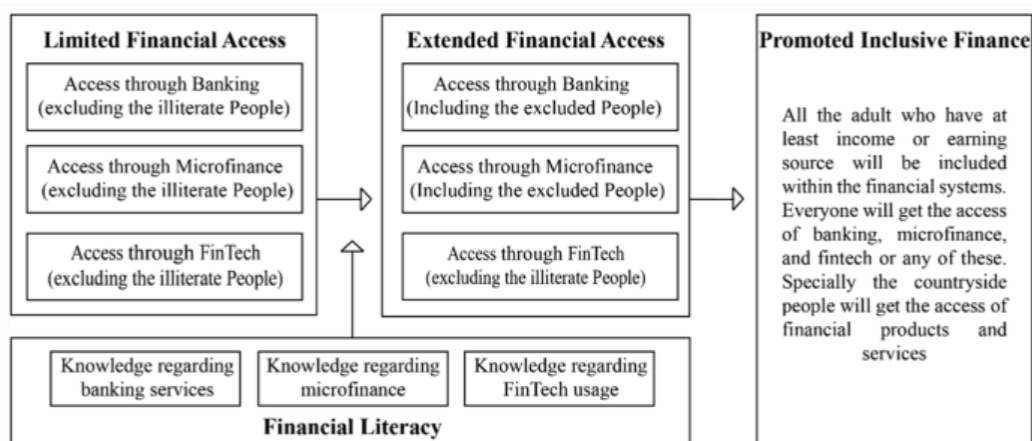 Limited Financial Access
Access through Banking
(excluding the illiterate People)
Access through Microfinance
(excluding the illiterate People)
Access through FinTech
(excluding the illiterate People)
Extended Financial Access
Access through Banking
(Including the excluded People)
Access through Microfinance
(Including the excluded People)
Access through FinTech
(excluding the illiterate People)
Promoted Inclusive Finance
All the adult who have at
least income or earning
source will be included
within the financial systems.
Everyone will get the access
of banking, microfinance,
and fintech or any of these.
Specially the countryside
people will get the access of
financial products and
services
Knowledge regarding
banking services
Knowledge regarding
microfinance
Knowledge regarding
FinTech usage
Financial Literacy